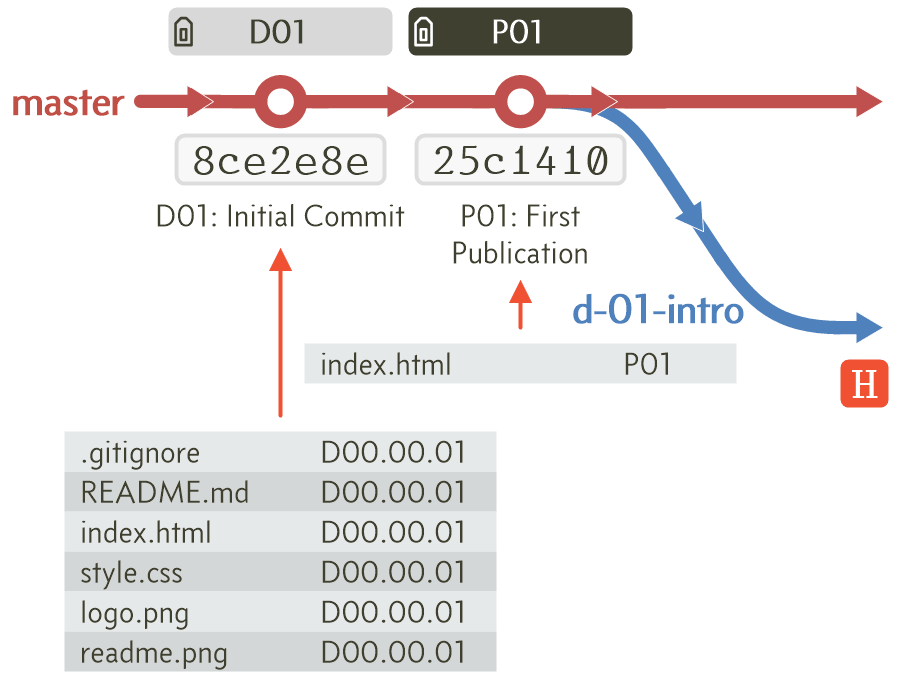 D01
P01
master
8ce2e8e
25c1410
D01: Initial Commit
P01: First
Publication
d-01-intro
index.html P01
H
.gitignore D00.00.01
README.md D00.00.01
index.html D00.00.01
style.css D00.00.01
logo.png D00.00.01
readme.png D00.00.01